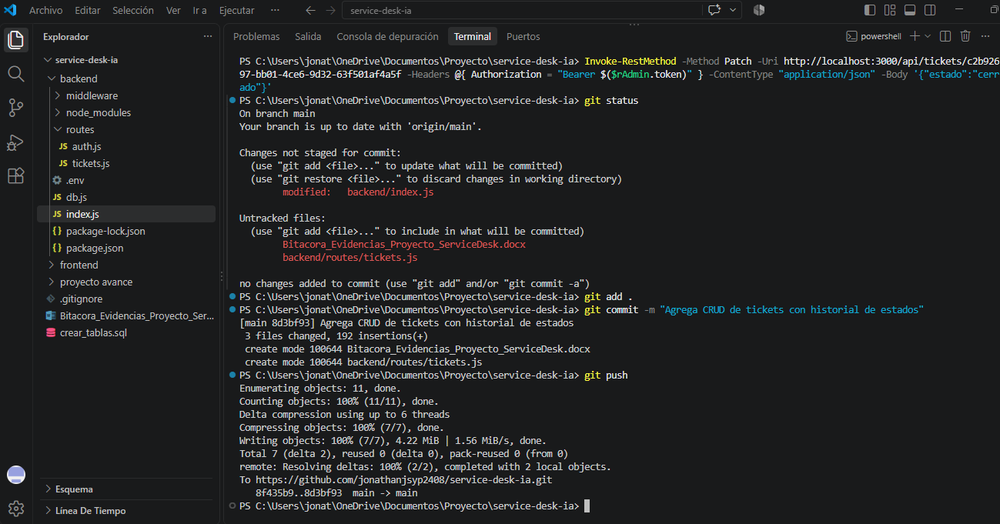 Archivo Editar Selección Ver Ir a Ejecutar ··· service-desk-ia
Explorador ···
service-desk-ia
backend
middleware
node_modules
routes
JS auth.js
JS tickets.js
.env
JS db.js
JS index.js
{} package-lock.json
{} package.json
frontend
proyecto avance
.gitignore
Bitacora_Evidencias_Proyecto_Ser...
crear_tablas.sql
Esquema
Línea De Tiempo
Problemas Salida Consola de depuración Terminal Puertos powershell
PS C:\Users\jonat\OneDrive\Documentos\Proyecto\service-desk-ia> Invoke-RestMethod -Method Patch -Uri http://localhost:3000/api/tickets/c2b926
97-bb01-4ce6-9d32-63f501af4a5f -Headers @{ Authorization = "Bearer $($rAdmin.token)" } -ContentType "application/json" -Body '{"estado":"cerr
ado"}'
PS C:\Users\jonat\OneDrive\Documentos\Proyecto\service-desk-ia> git status
On branch main
Your branch is up to date with 'origin/main'.
Changes not staged for commit:
(use "git add <file>..." to update what will be committed)
(use "git restore <file>..." to discard changes in working directory)
modified: backend/index.js
Untracked files:
(use "git add <file>..." to include in what will be committed)
Bitacora_Evidencias_Proyecto_ServiceDesk.docx
backend/routes/tickets.js
no changes added to commit (use "git add" and/or "git commit -a")
PS C:\Users\jonat\OneDrive\Documentos\Proyecto\service-desk-ia> git add .
PS C:\Users\jonat\OneDrive\Documentos\Proyecto\service-desk-ia> git commit -m "Agrega CRUD de tickets con historial de estados"
[main 8d3bf93] Agrega CRUD de tickets con historial de estados
3 files changed, 192 insertions(+)
create mode 100644 Bitacora_Evidencias_Proyecto_ServiceDesk.docx
create mode 100644 backend/routes/tickets.js
PS C:\Users\jonat\OneDrive\Documentos\Proyecto\service-desk-ia> git push
Enumerating objects: 11, done.
Counting objects: 100% (11/11), done.
Delta compression using up to 6 threads
Compressing objects: 100% (7/7), done.
Writing objects: 100% (7/7), 4.22 MiB | 1.56 MiB/s, done.
Total 7 (delta 2), reused 0 (delta 0), pack-reused 0 (from 0)
remote: Resolving deltas: 100% (2/2), completed with 2 local objects.
To https://github.com/jonathanjsyp2408/service-desk-ia.git
8f435b9..8d3bf93 main -> main
PS C:\Users\jonat\OneDrive\Documentos\Proyecto\service-desk-ia>